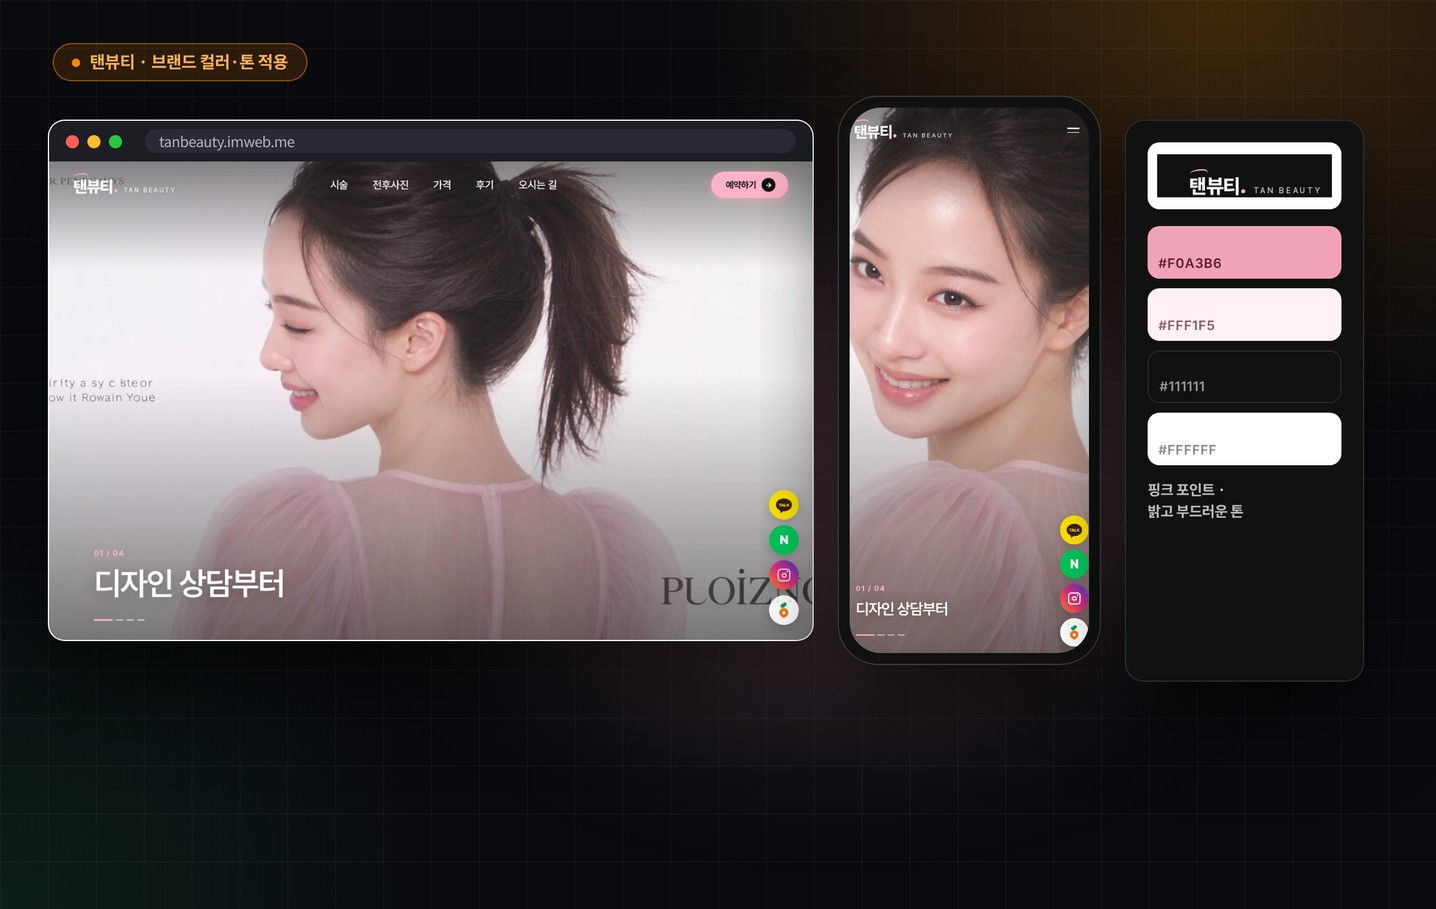 탠뷰티 · 브랜드 컬러·톤 적용
tanbeauty.imweb.me
탠뷰티. TAN BEAUTY
시술 전후사진 가격 후기 오시는 길
예약하기
ow it Rowain Youe
01 / 04
디자인 상담부터
TALK
N
탠뷰티. TAN BEAUTY
01 / 04
디자인 상담부터
TALK
N
탠뷰티. TAN BEAUTY
#F0A3B6
#FFF1F5
#111111
#FFFFFF
핑크 포인트 ·
밝고 부드러운 톤